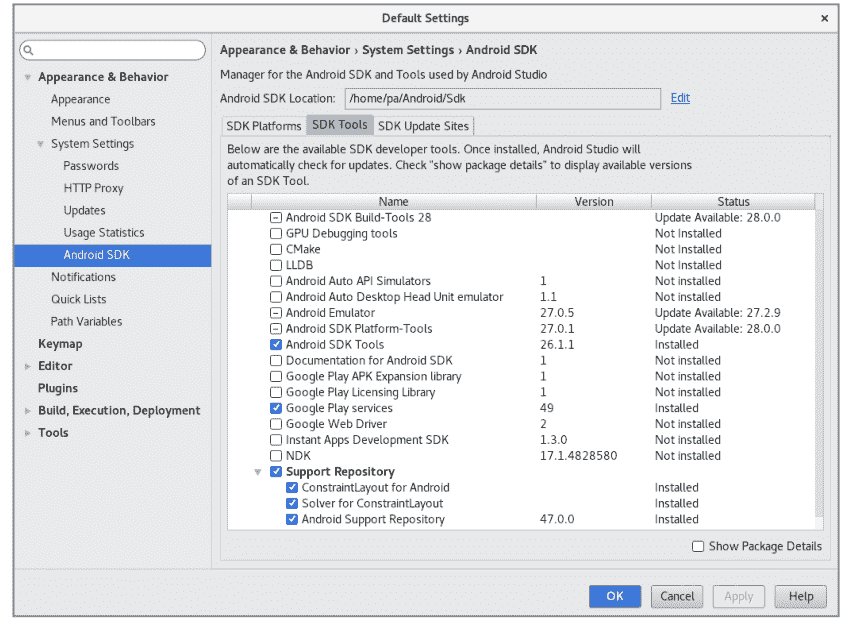 Default Settings
Appearance & Behavior › System Settings › Android SDK
Manager for the Android SDK and Tools used by Android Studio
Android SDK Location: /home/pa/Android/Sdk Edit
Appearance & Behavior
Appearance
Menus and Toolbars
System Settings
Passwords
HTTP Proxy
Updates
Usage Statistics
Android SDK
Notifications
Quick Lists
Path Variables
Keymap
Editor
Plugins
Build, Execution, Deployment
Tools
SDK Platforms SDK Tools SDK Update Sites
Below are the available SDK developer tools. Once installed, Android Studio will
automatically check for updates. Check "show package details" to display available versions
of an SDK Tool.
Name Version Status
Android SDK Build-Tools 28 Update Available: 28.0.0
GPU Debugging tools Not Installed
CMake Not Installed
LLDB Not Installed
Android Auto API Simulators 1 Not installed
Android Auto Desktop Head Unit emulator 1.1 Not installed
Android Emulator 27.0.5 Update Available: 27.2.9
Android SDK Platform-Tools 27.0.1 Update Available: 28.0.0
Android SDK Tools 26.1.1 Installed
Documentation for Android SDK 1 Not installed
Google Play APK Expansion library 1 Not installed
Google Play Licensing Library 1 Not installed
Google Play services 49 Installed
Google Web Driver 2 Not installed
Instant Apps Development SDK 1.3.0 Not installed
NDK 17.1.4828580 Not installed
Support Repository
ConstraintLayout for Android Installed
Solver for ConstraintLayout Installed
Android Support Repository 47.0.0 Installed
Show Package Details
OK Cancel Apply Help